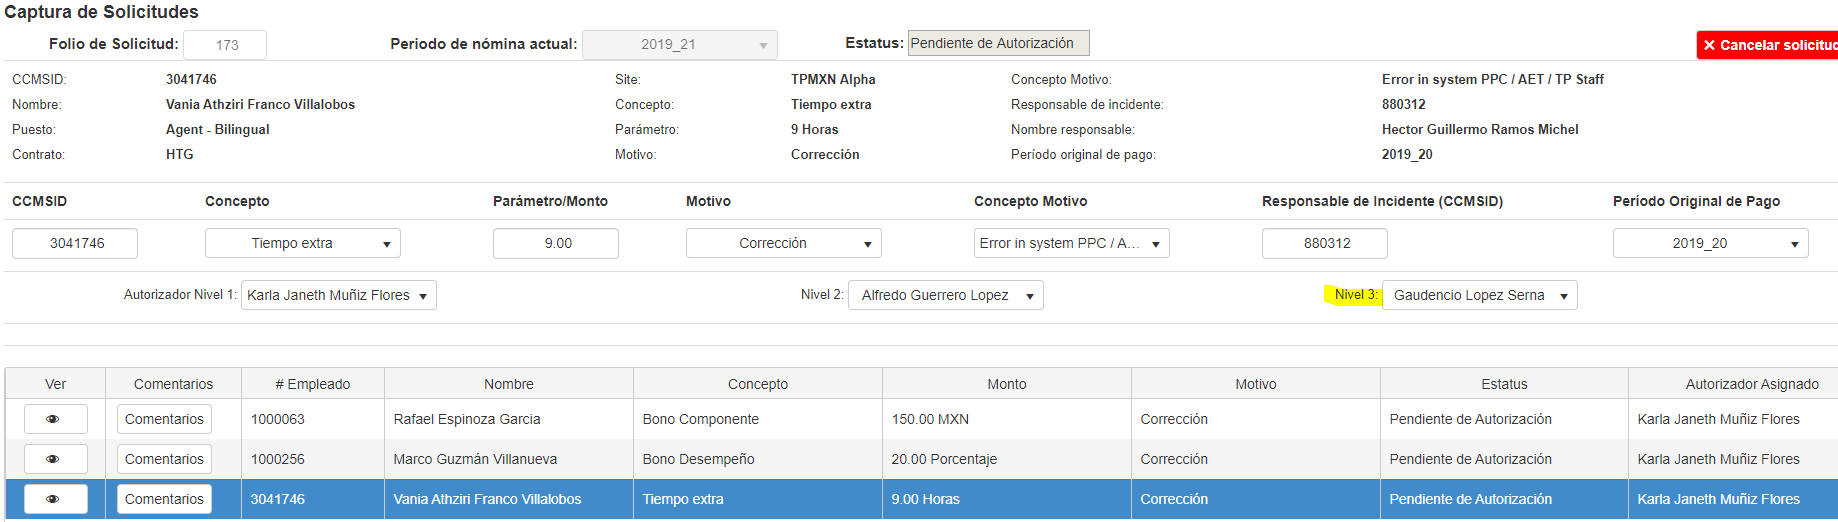 Captura de Solicitudes
Folio de Solicitud: 173 Periodo de nómina actual: 2019_21 Estatus: Pendiente de Autorización ✕ Cancelar solicitud
CCMSID: 3041746 Site: TPMXN Alpha Concepto Motivo: Error in system PPC / AET / TP Staff
Nombre: Vania Athziri Franco Villalobos Concepto: Tiempo extra Responsable de incidente: 880312
Puesto: Agent - Bilingual Parámetro: 9 Horas Nombre responsable: Hector Guillermo Ramos Michel
Contrato: HTG Motivo: Corrección Período original de pago: 2019_20
CCMSID Concepto Parámetro/Monto Motivo Concepto Motivo Responsable de Incidente (CCMSID) Período Original de Pago
3041746 Tiempo extra 9.00 Corrección Error in system PPC / A... 880312 2019_20
Autorizador Nivel 1: Karla Janeth Muñiz Flores Nivel 2: Alfredo Guerrero Lopez Nivel 3: Gaudencio Lopez Serna
Ver Comentarios # Empleado Nombre Concepto Monto Motivo Estatus Autorizador Asignado
Comentarios 1000063 Rafael Espinoza Garcia Bono Componente 150.00 MXN Corrección Pendiente de Autorización Karla Janeth Muñiz Flores
Comentarios 1000256 Marco Guzmán Villanueva Bono Desempeño 20.00 Porcentaje Corrección Pendiente de Autorización Karla Janeth Muñiz Flores
Comentarios 3041746 Vania Athziri Franco Villalobos Tiempo extra 9.00 Horas Corrección Pendiente de Autorización Karla Janeth Muñiz Flores